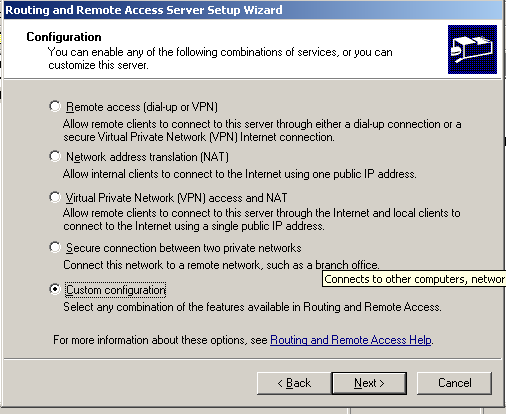 Routing and Remote Access Server Setup Wizard
Configuration
You can enable any of the following combinations of services, or you can
customize this server.
Remote access (dial-up or VPN)
Allow remote clients to connect to this server through either a dial-up connection or a
secure Virtual Private Network (VPN) Internet connection.
Network address translation (NAT)
Allow internal clients to connect to the Internet using one public IP address.
Virtual Private Network (VPN) access and NAT
Allow remote clients to connect to this server through the Internet and local clients to
connect to the Internet using a single public IP address.
Secure connection between two private networks
Connect this network to a remote network, such as a branch office.
Connects to other computers, networ
Custom configuration
Select any combination of the features available in Routing and Remote Access.
For more information about these options, see Routing and Remote Access Help.
< Back
Next >
Cancel